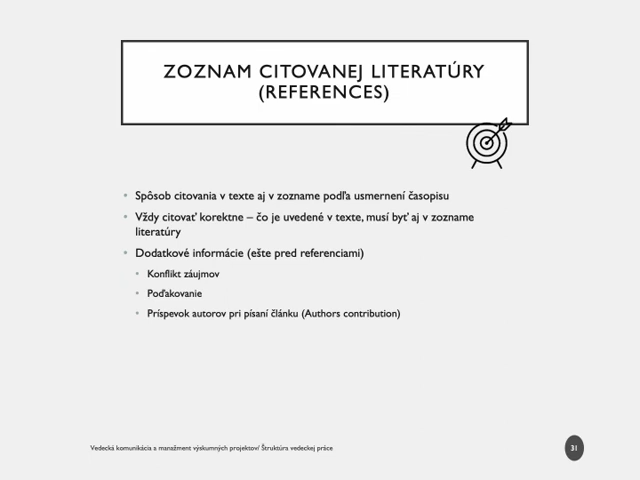 ZOZNAM CITOVANEJ LITERATÚRY
(REFERENCES)
• Spôsob citovania v texte aj v zozname podľa usmernení časopisu
• Vždy citovať korektne – čo je uvedené v texte, musí byť aj v zozname
literatúry
• Dodatkové informácie (ešte pred referenciami)
• Konflikt záujmov
• Poďakovanie
• Príspevok autorov pri písaní článku (Authors contribution)
Vedecká komunikácia a manažment výskumných projektov/ Štruktúra vedeckej práce
31